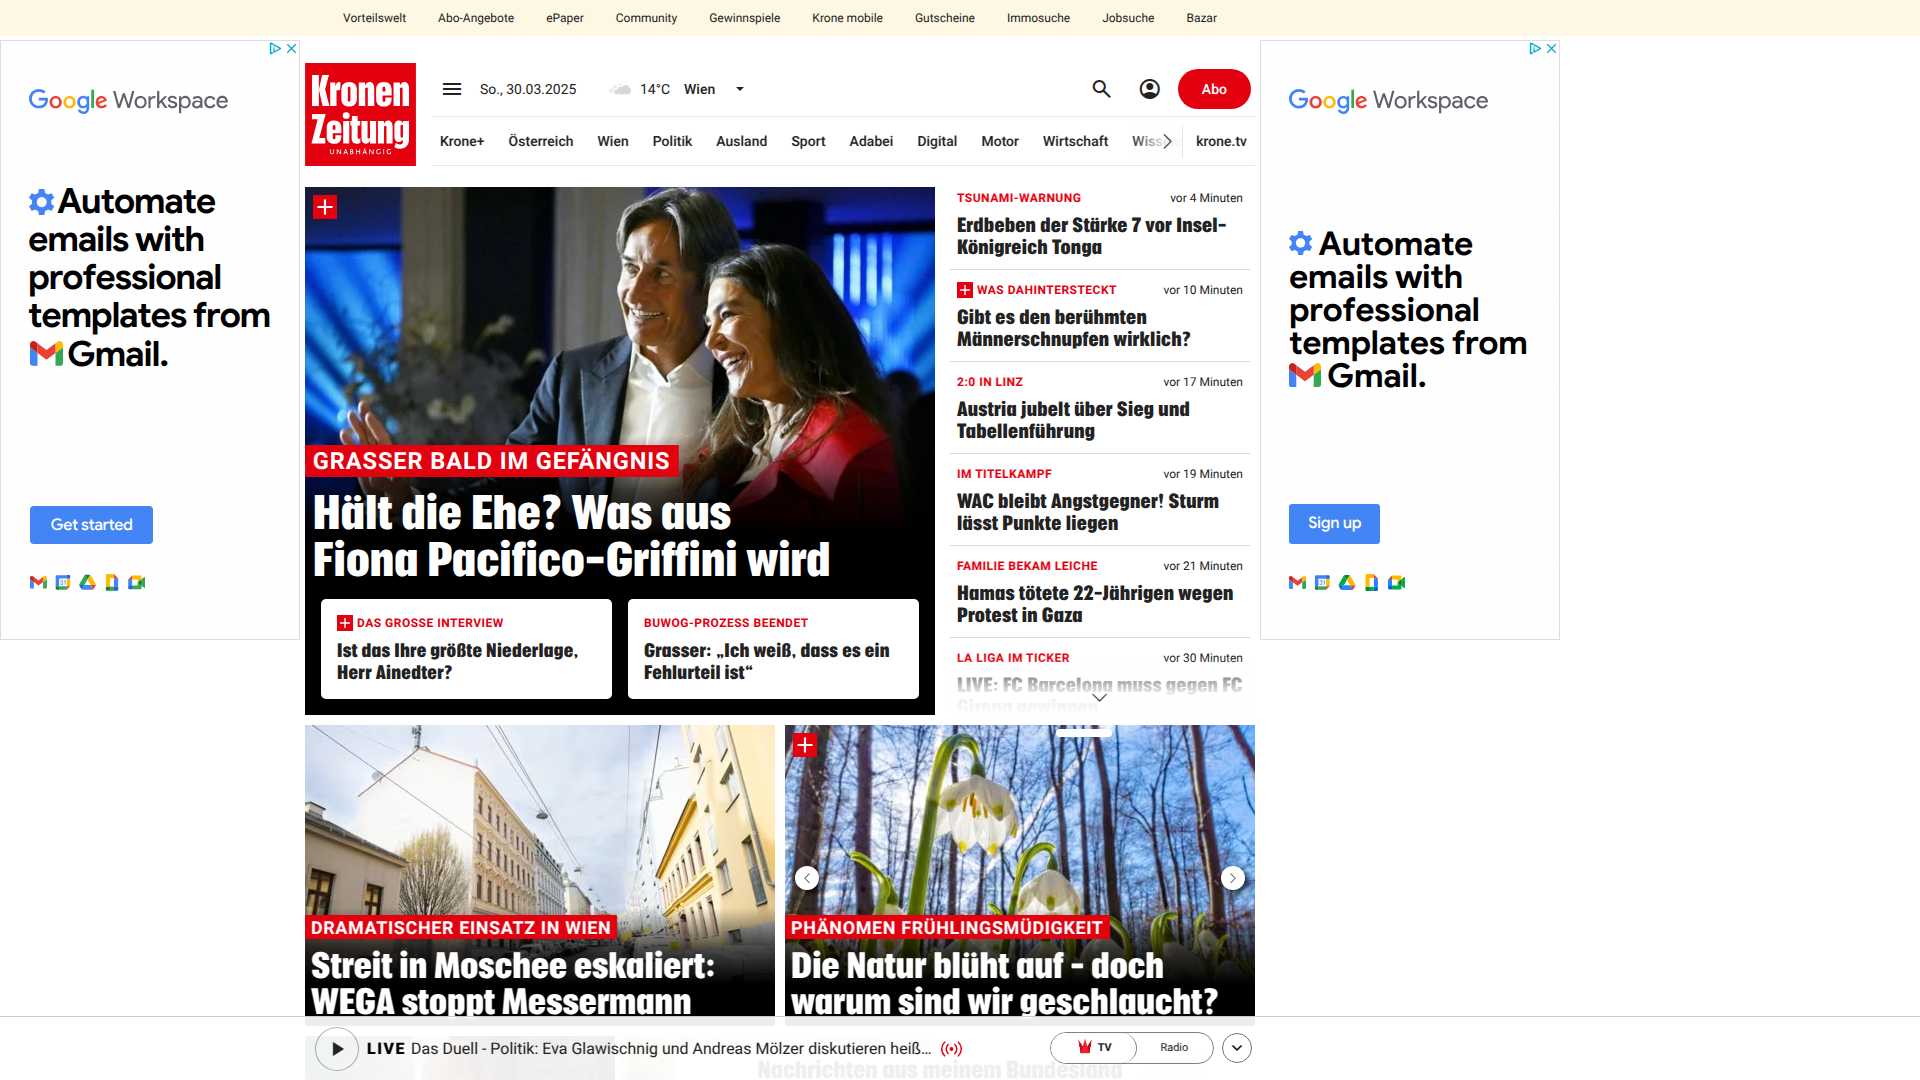 Vorteilswelt Abo-Angebote ePaper Community Gewinnspiele Krone mobile Gutscheine Immosuche Jobsuche Bazar
Google Workspace
Automate
emails with
professional
templates from
Gmail.
Get started
Kronen
Zeitung
UNABHÄNGIG
So., 30.03.2025 14°C Wien
Abo
Krone+ Österreich Wien Politik Ausland Sport Adabei Digital Motor Wirtschaft Wiss krone.tv
GRASSER BALD IM GEFÄNGNIS
Hält die Ehe? Was aus
Fiona Pacifico-Griffini wird
DAS GROSSE INTERVIEW
Ist das Ihre größte Niederlage,
Herr Ainedter?
BUWOG-PROZESS BEENDET
Grasser: „Ich weiß, dass es ein
Fehlurteil ist“
TSUNAMI-WARNUNG vor 4 Minuten
Erdbeben der Stärke 7 vor Insel-
Königreich Tonga
WAS DAHINTERSTECKT vor 10 Minuten
Gibt es den berühmten
Männerschnupfen wirklich?
2:0 IN LINZ vor 17 Minuten
Austria jubelt über Sieg und
Tabellenführung
IM TITELKAMPF vor 19 Minuten
WAC bleibt Angstgegner! Sturm
lässt Punkte liegen
FAMILIE BEKAM LEICHE vor 21 Minuten
Hamas tötete 22-Jährigen wegen
Protest in Gaza
LA LIGA IM TICKER vor 30 Minuten
LIVE: FC Barcelona muss gegen FC
Girona gewinnen
Google Workspace
Automate
emails with
professional
templates from
Gmail.
Sign up
DRAMATISCHER EINSATZ IN WIEN
Streit in Moschee eskaliert:
WEGA stoppt Messermann
PHÄNOMEN FRÜHLINGSMÜDIGKEIT
Die Natur blüht auf – doch
warum sind wir geschlaucht?
LIVE Das Duell - Politik: Eva Glawischnig und Andreas Mölzer diskutieren heiß...
TV Radio
Nachrichten aus meinem Bundesland